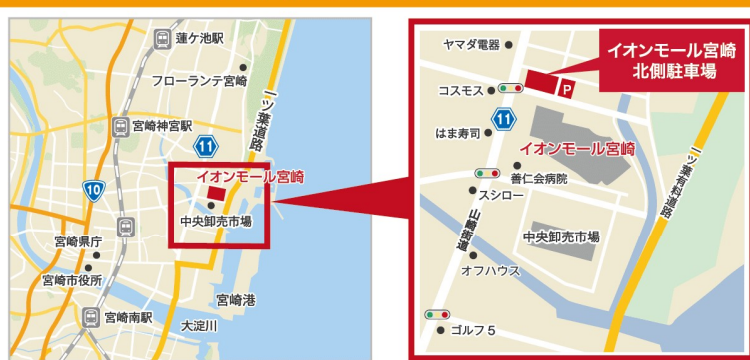 蓮ケ池駅
フローランテ宮崎
一ツ葉道路
宮崎神宮駅
11
イオンモール宮崎
10
中央卸売市場
宮崎県庁
宮崎市役所
宮崎港
宮崎南駅
大淀川
ヤマダ電器
イオンモール宮崎
北側駐車場
コスモス
P
11
はま寿司
イオンモール宮崎
善仁会病院
一ツ葉有料道路
スシロー
山崎街道
中央卸売市場
オフハウス
ゴルフ5